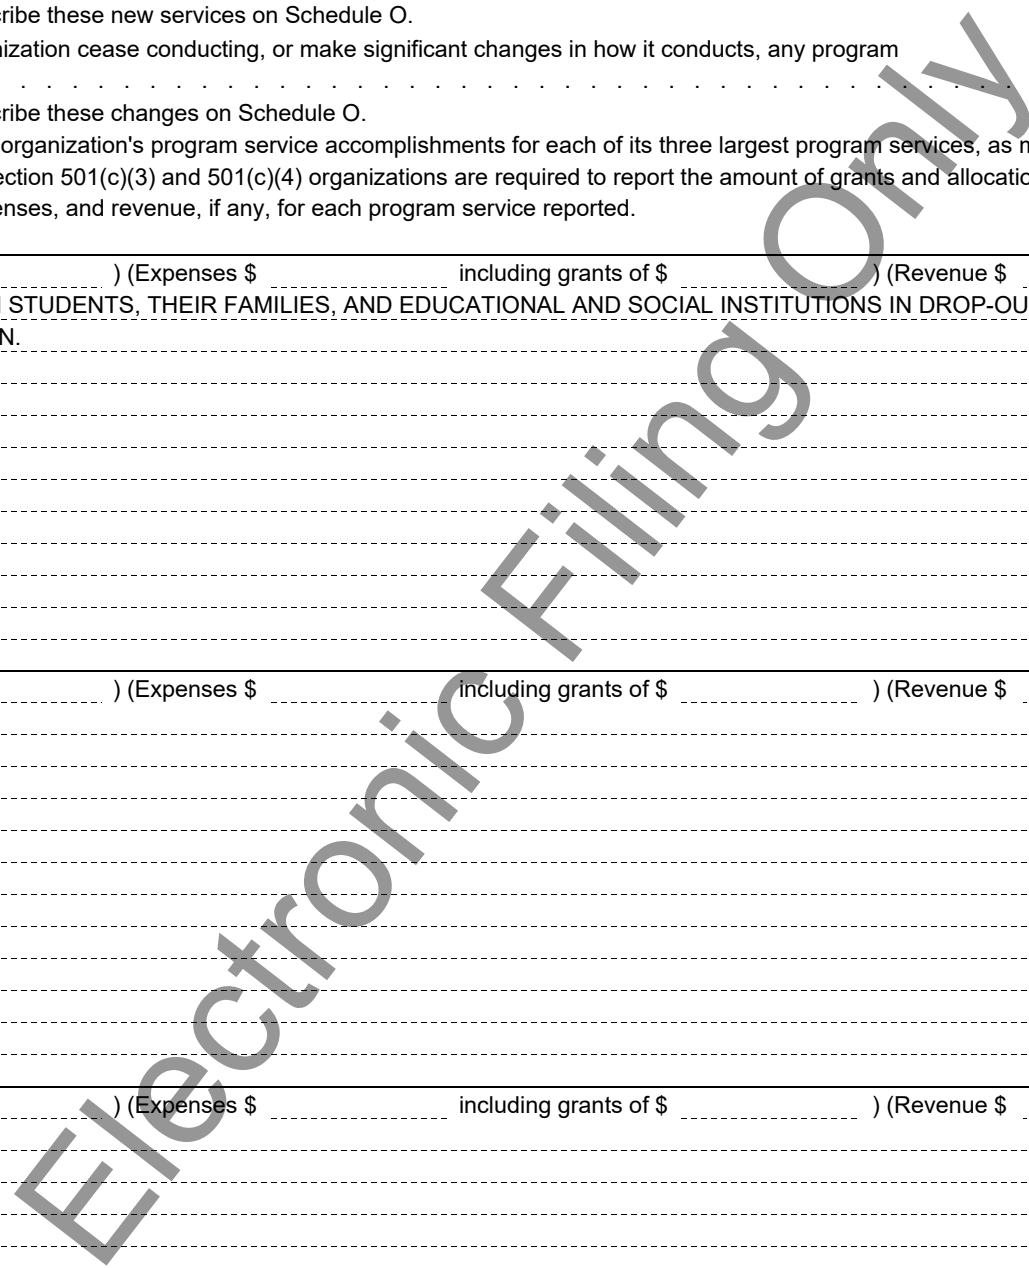 cribe these new services on Schedule O.
nization cease conducting, or make significant changes in how it conducts, any program
. . . . . . . . . . . . . . . . . . . . . . . . . . . . . . . . . . . . . . .
cribe these changes on Schedule O.
organization's program service accomplishments for each of its three largest program services, as m
ection 501(c)(3) and 501(c)(4) organizations are required to report the amount of grants and allocatio
enses, and revenue, if any, for each program service reported.
) (Expenses $ including grants of $ ) (Revenue $
STUDENTS, THEIR FAMILIES, AND EDUCATIONAL AND SOCIAL INSTITUTIONS IN DROP-OU
N.
) (Expenses $ including grants of $ ) (Revenue $
) (Expenses $ including grants of $ ) (Revenue $
Electronic Filing Only